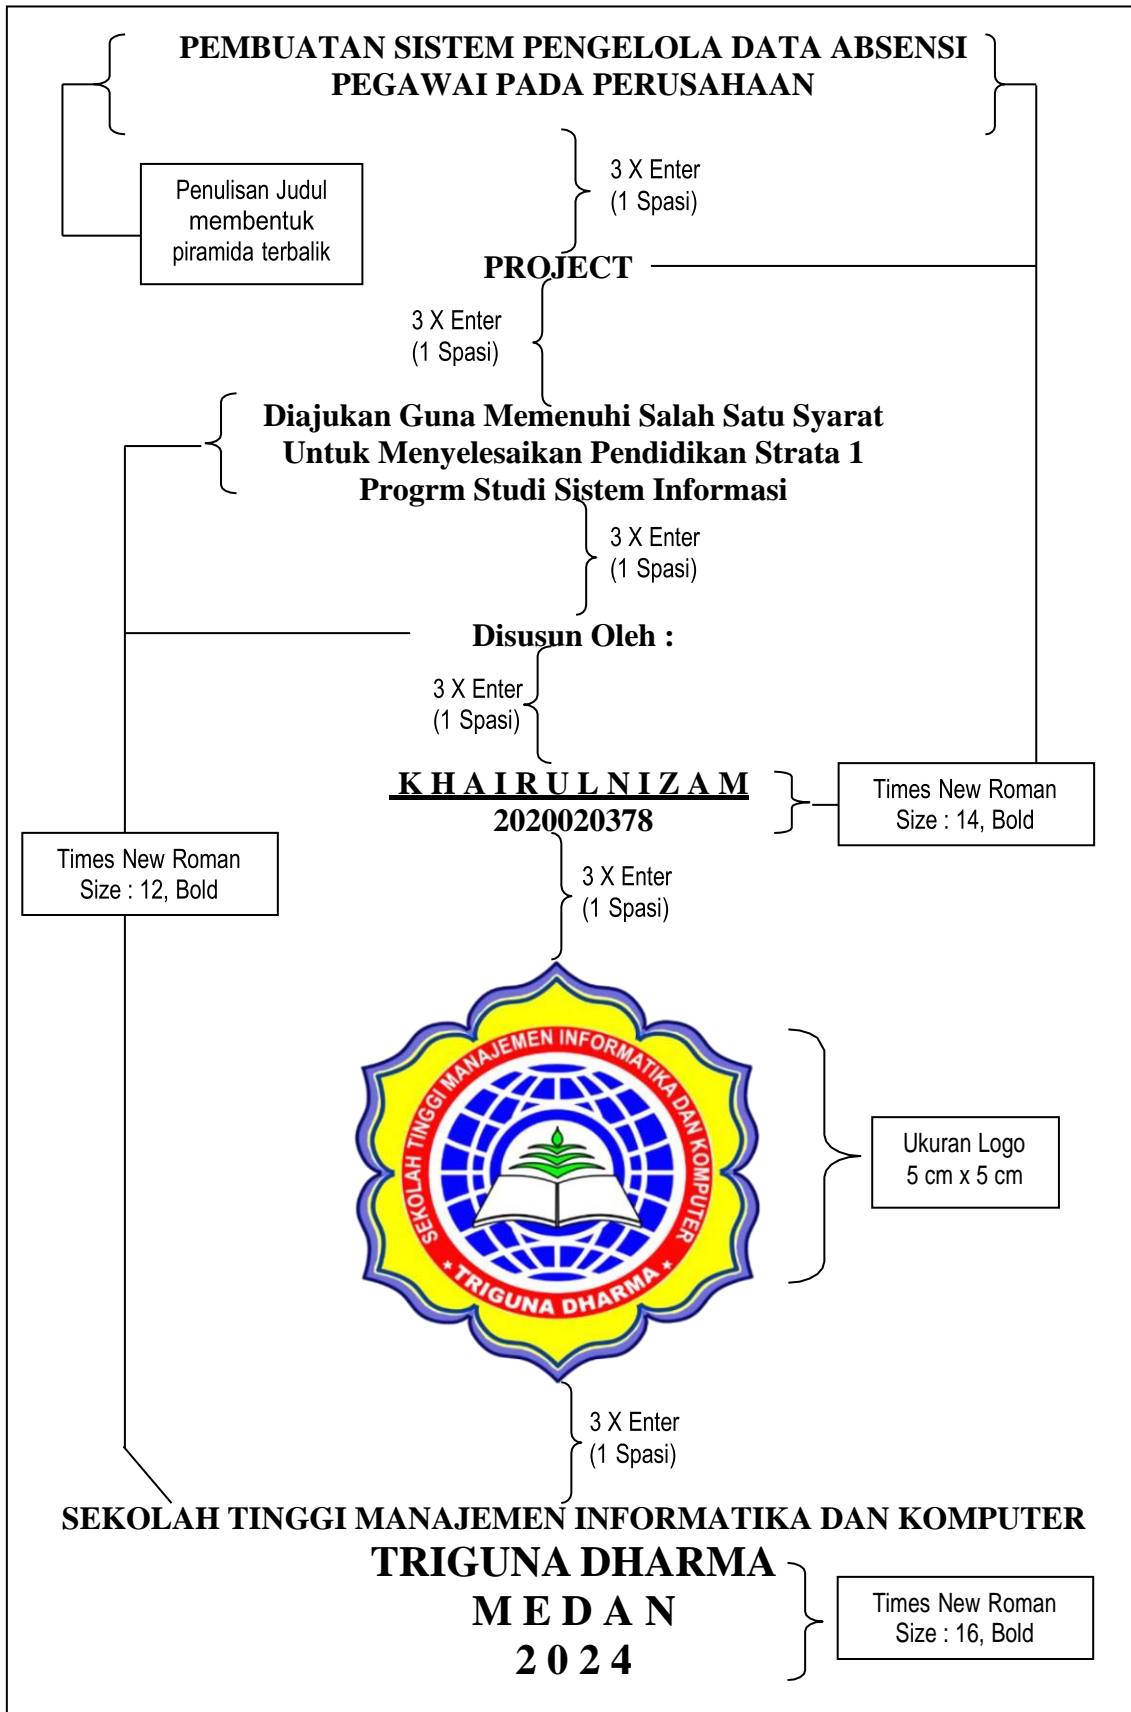 PEMBUATAN SISTEM PENGELOLA DATA ABSENSI
PEGAWAI PADA PERUSAHAAN
3 X Enter
(1 Spasi)
Penulisan Judul
membentuk
piramida terbalik
PROJECT
3 X Enter
(1 Spasi)
Diajukan Guna Memenuhi Salah Satu Syarat
Untuk Menyelesaikan Pendidikan Strata 1
Progrm Studi Sistem Informasi
3 X Enter
(1 Spasi)
Disusun Oleh :
3 X Enter
(1 Spasi)
K H A I R U L N I Z A M
2020020378
Times New Roman
Size : 14, Bold
Times New Roman
Size : 12, Bold
3 X Enter
(1 Spasi)
SEKOLAH TINGGI MANAJEMEN INFORMATIKA DAN KOMPUTER
TRIGUNA DHARMA
Ukuran Logo
5 cm x 5 cm
3 X Enter
(1 Spasi)
SEKOLAH TINGGI MANAJEMEN INFORMATIKA DAN KOMPUTER
TRIGUNA DHARMA
M E D A N
2 0 2 4
Times New Roman
Size : 16, Bold